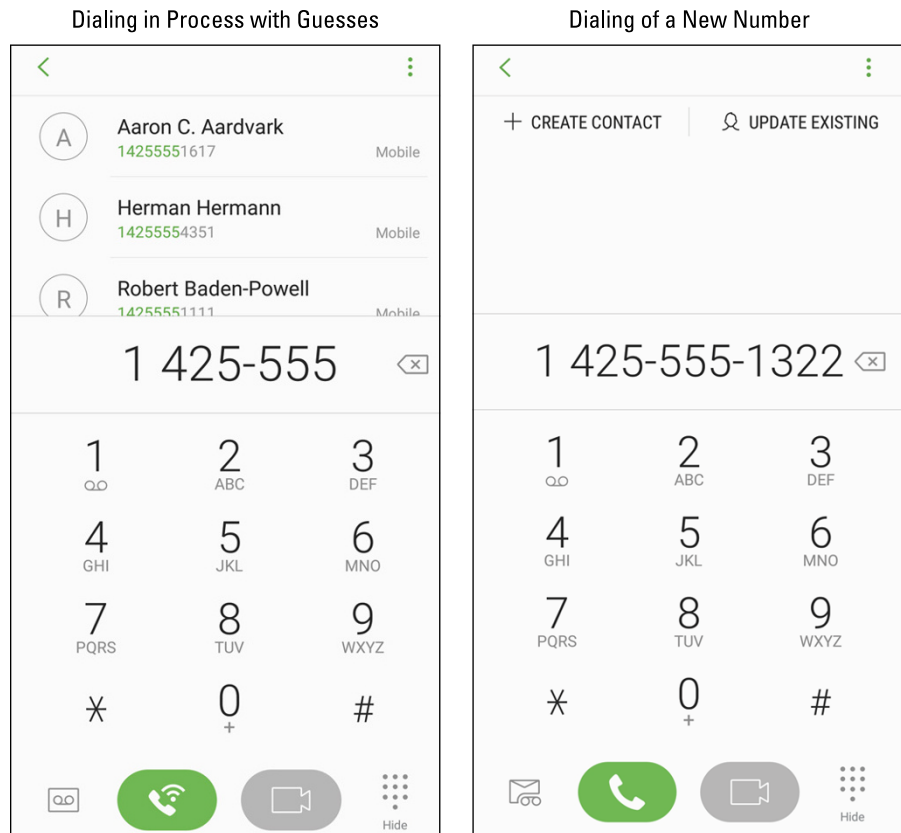 Dialing in Process with Guesses
A
Aaron C. Aardvark
14255551617
Mobile
H
Herman Hermann
14255554351
Mobile
R
Robert Baden-Powell
14255551111
Mobile
1 425-555
1
2
ABC
3
DEF
4
GHI
5
JKL
6
MNO
7
PQRS
8
TUV
9
WXYZ
*
0
+
#
Hide
Dialing of a New Number
+ CREATE CONTACT
UPDATE EXISTING
1 425-555-1322
1
2
ABC
3
DEF
4
GHI
5
JKL
6
MNO
7
PQRS
8
TUV
9
WXYZ
*
0
+
#
Hide